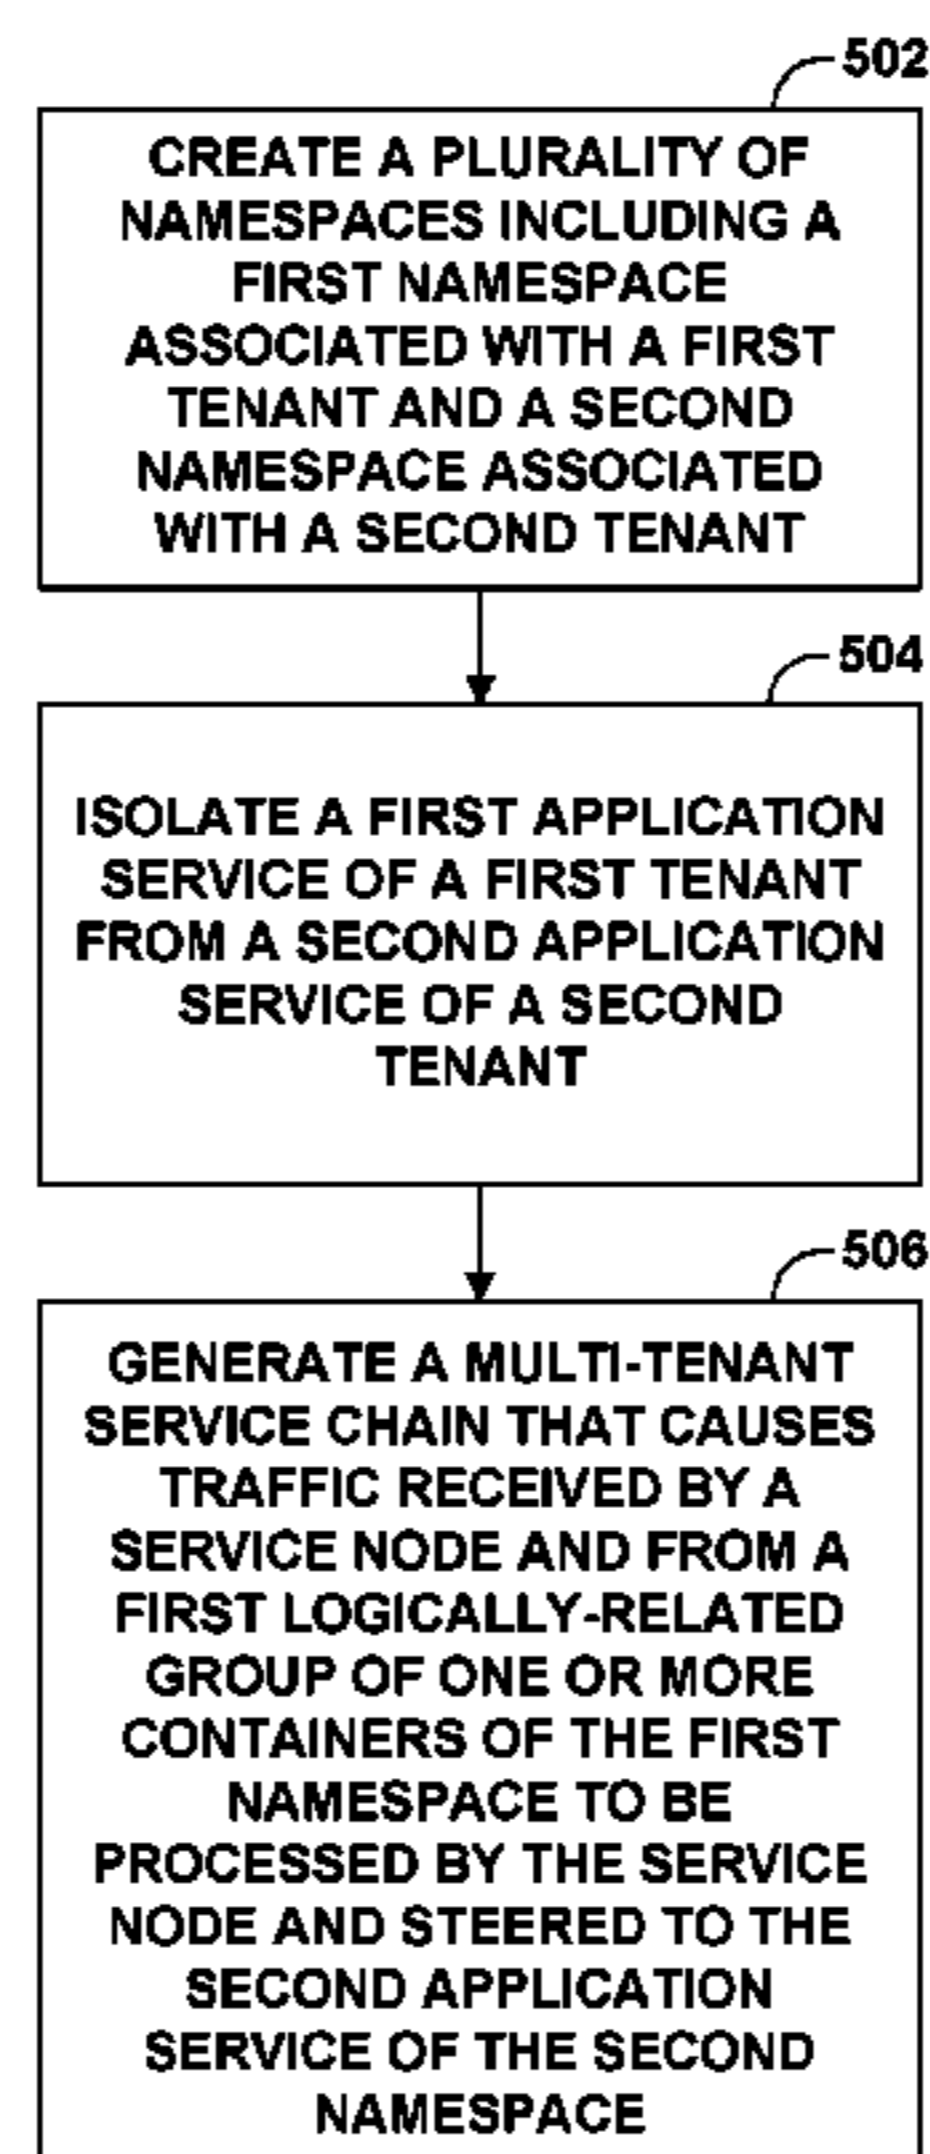 502
CREATE A PLURALITY OF
NAMESPACES INCLUDING A
FIRST NAMESPACE
ASSOCIATED WITH A FIRST
TENANT AND A SECOND
NAMESPACE ASSOCIATED
WITH A SECOND TENANT
504
ISOLATE A FIRST APPLICATION
SERVICE OF A FIRST TENANT
FROM A SECOND APPLICATION
SERVICE OF A SECOND
TENANT
506
GENERATE A MULTI-TENANT
SERVICE CHAIN THAT CAUSES
TRAFFIC RECEIVED BY A
SERVICE NODE AND FROM A
FIRST LOGICALLY-RELATED
GROUP OF ONE OR MORE
CONTAINERS OF THE FIRST
NAMESPACE TO BE
PROCESSED BY THE SERVICE
NODE AND STEERED TO THE
SECOND APPLICATION
SERVICE OF THE SECOND
NAMESPACE